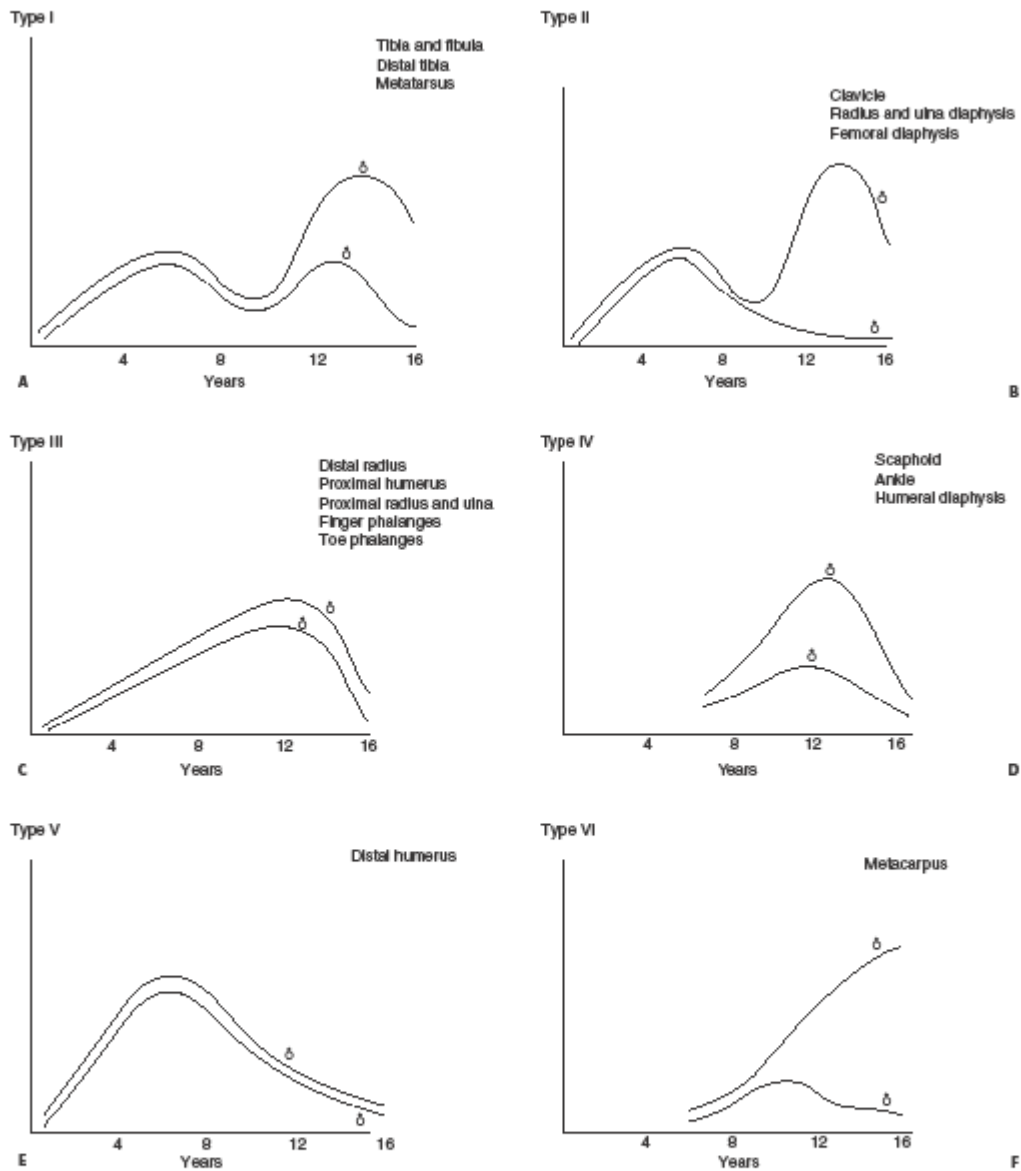 Type I
Tibia and fibula
Distal tibia
Metatarsus
4 8 12 16
Years
A
Type II
Clavicle
Radius and ulna diaphysis
Femoral diaphysis
4 8 12 16
Years
B
Type III
Distal radius
Proximal humerus
Proximal radius and ulna
Finger phalanges
Toe phalanges
4 8 12 16
Years
C
Type IV
Scaphoid
Ankle
Humeral diaphysis
4 8 12 16
Years
D
Type V
Distal humerus
4 8 12 16
Years
E
Type VI
Metacarpus
4 8 12 16
Years
F